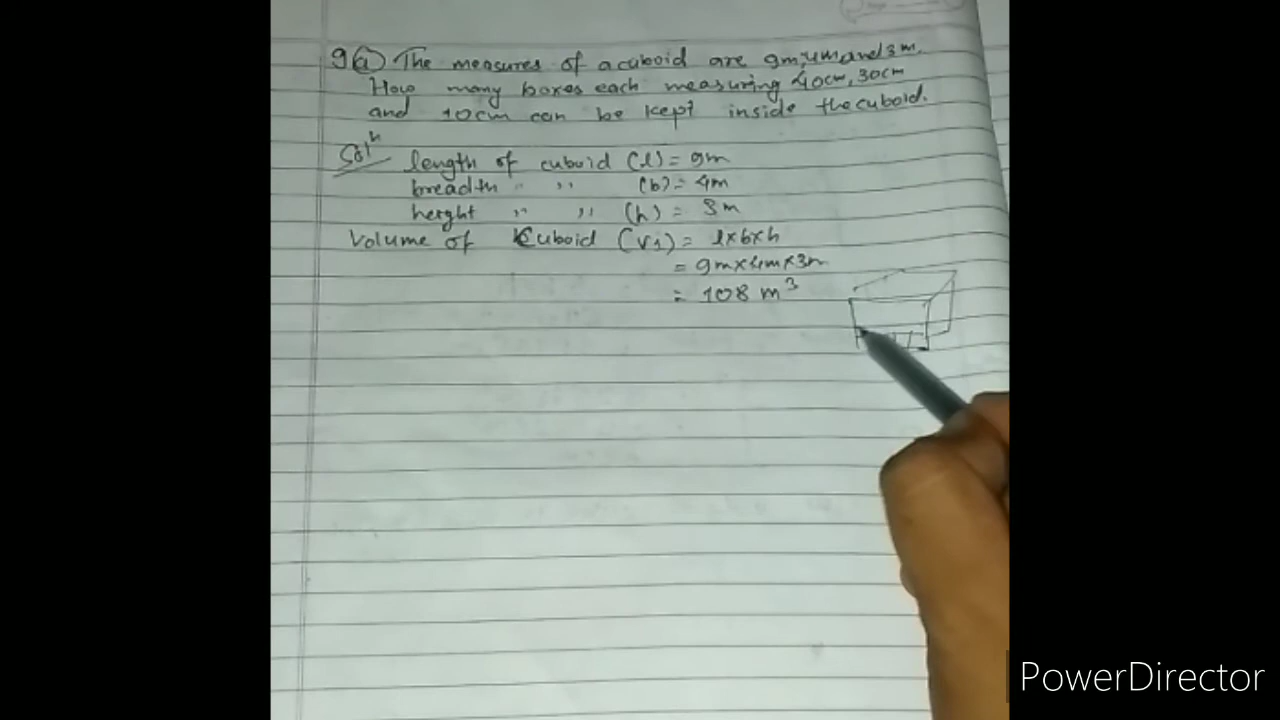 9(a) The measures of a cuboid are 9m, 4m and 3m.
How many boxes each measuring 40cm, 30cm
and 10cm can be kept inside the cuboid.
Solⁿ
length of cuboid (l) = 9m
breadth " " (b) = 4m
height " " (h) = 3m
Volume of Cuboid (V1) = l×b×h
= 9m×4m×3m
= 108 m³
PowerDirector